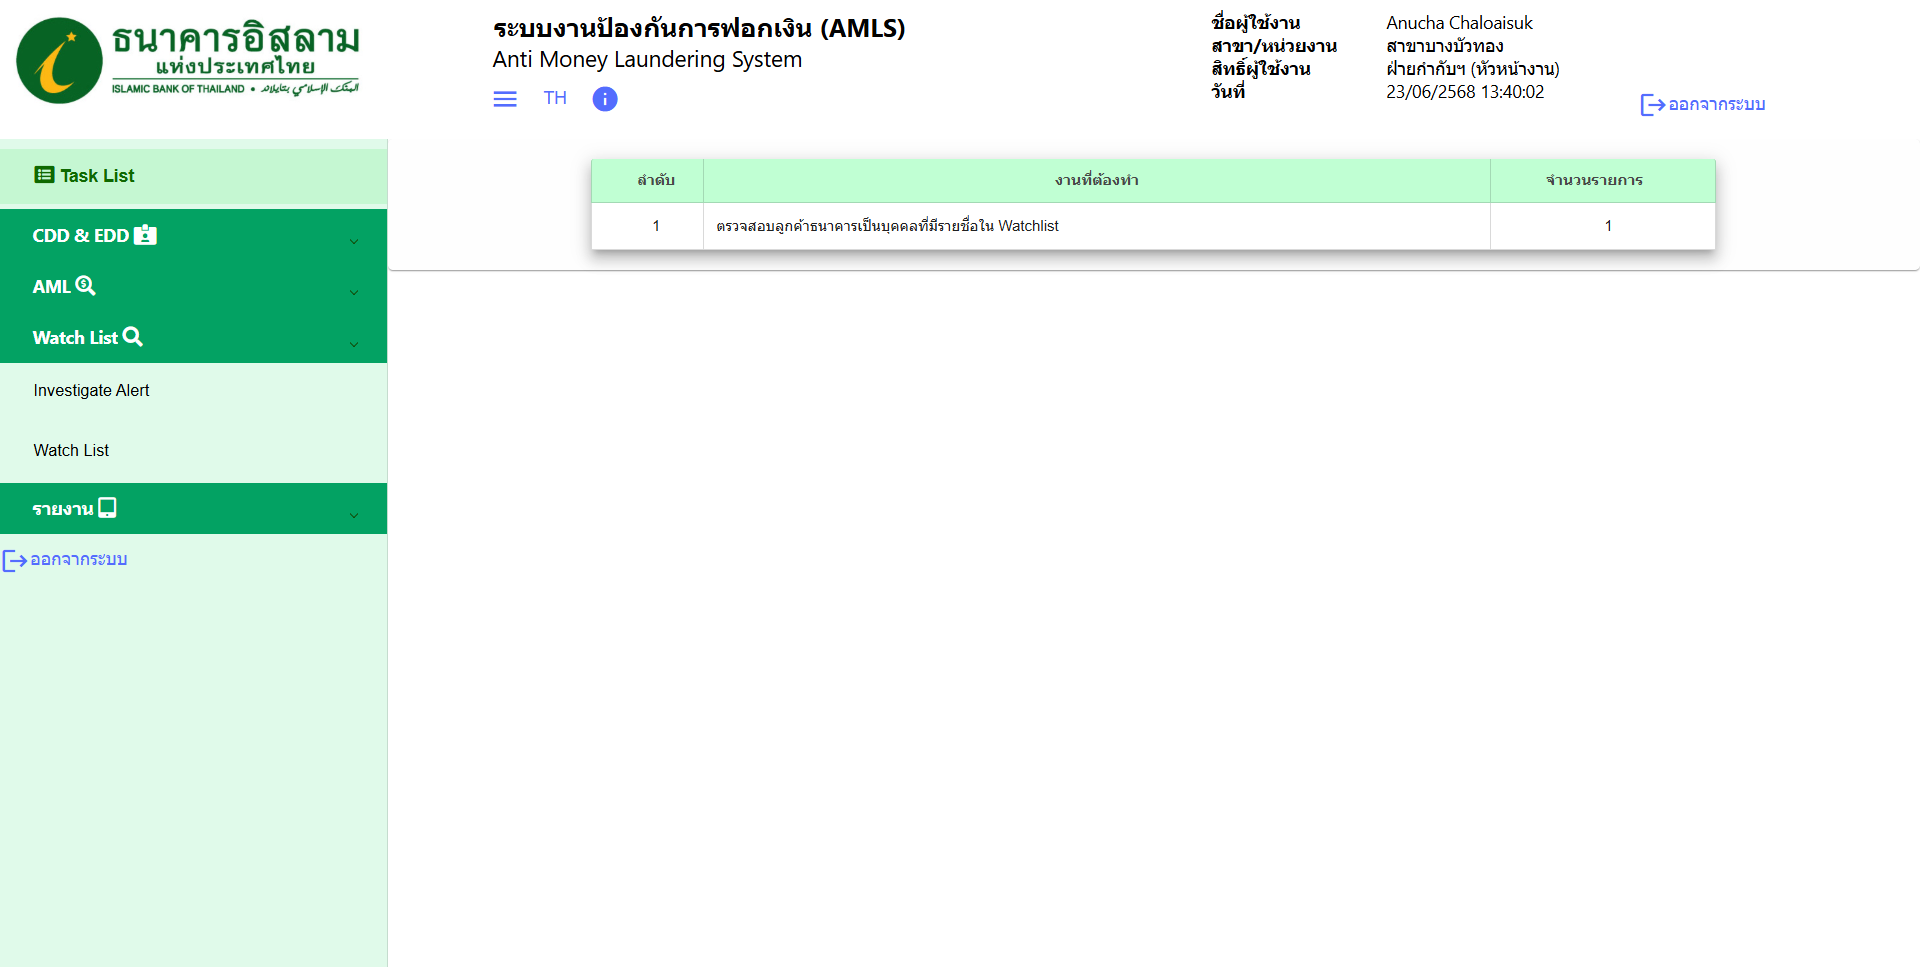 ธนาคารอิสลาม
แห่งประเทศไทย
ISLAMIC BANK OF THAILAND • البنك الإسلامي بتايلاند
ระบบงานป้องกันการฟอกเงิน (AMLS)
Anti Money Laundering System
TH
ชื่อผู้ใช้งาน Anucha Chaloaisuk
สาขา/หน่วยงาน สาขาบางบัวทอง
สิทธิ์ผู้ใช้งาน ฝ่ายกำกับฯ (หัวหน้างาน)
วันที่ 23/06/2568 13:40:02
ออกจากระบบ
Task List
CDD & EDD
AML
Watch List
Investigate Alert
Watch List
รายงาน
ออกจากระบบ
ลำดับ งานที่ต้องทำ จำนวนรายการ
1 ตรวจสอบลูกค้าธนาคารเป็นบุคคลที่มีรายชื่อใน Watchlist 1